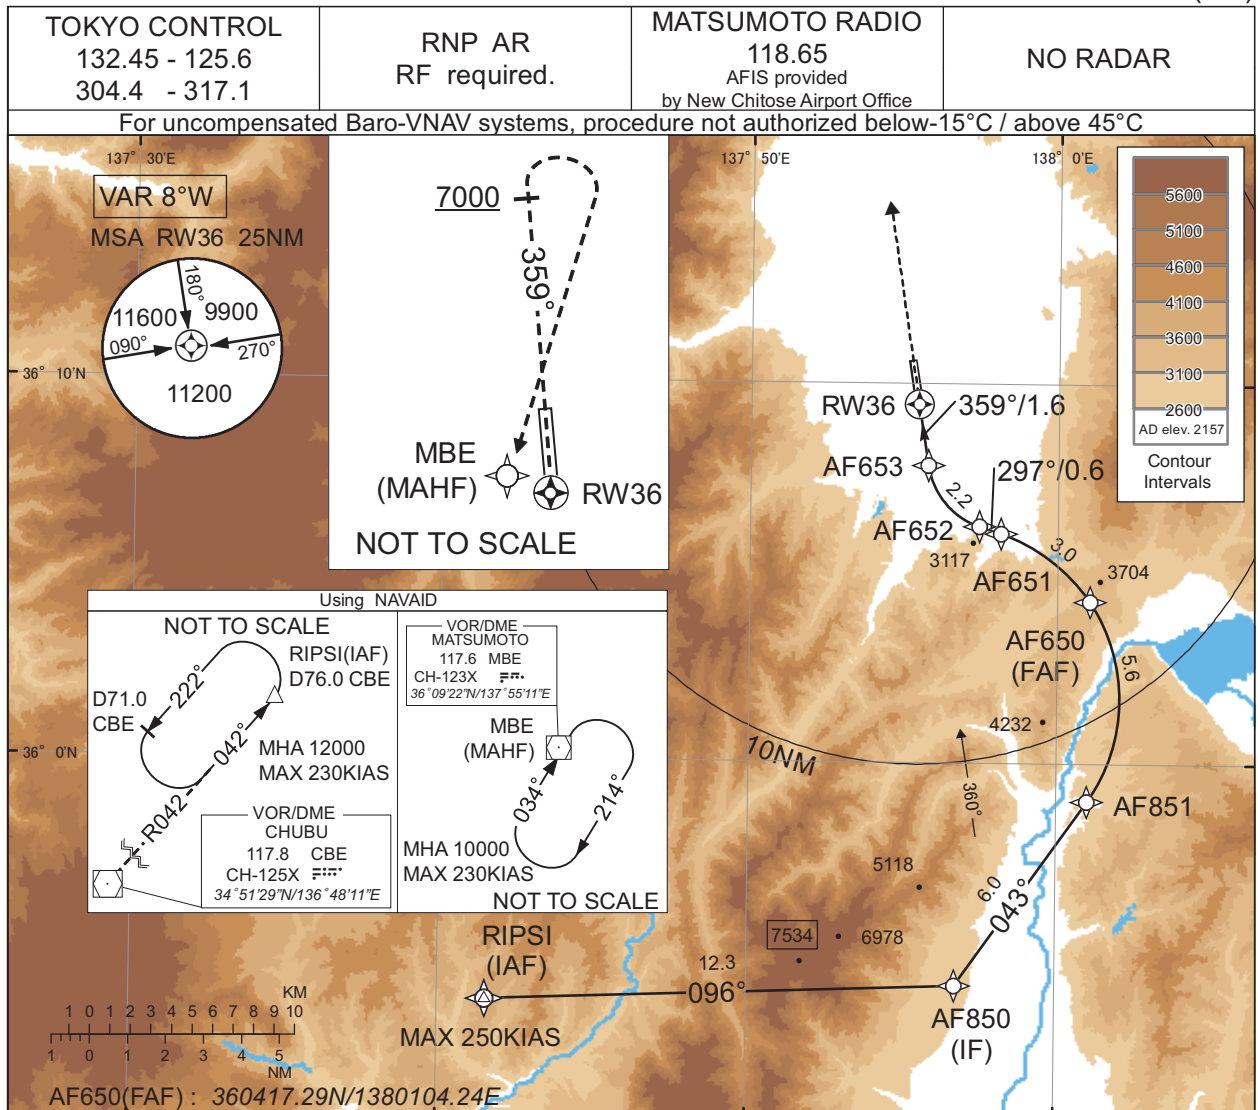 TOKYO CONTROL
132.45 - 125.6
304.4 - 317.1
RNP AR
RF required.
MATSUMOTO RADIO
118.65
AFIS provided
by New Chitose Airport Office
NO RADAR
For uncompensated Baro-VNAV systems, procedure not authorized below-15°C / above 45°C
137° 30'E
137° 50'E
138° 0'E
VAR 8°W
MSA RW36 25NM
180°
11600
9900
090°
270°
11200
36° 10'N
7000
359°
MBE
(MAHF)
RW36
NOT TO SCALE
5600
5100
4600
4100
3600
3100
2600
AD elev. 2157
Contour
Intervals
RW36
359°/1.6
AF653
297°/0.6
2.2
AF652
3117
3.0
AF651
3704
AF650
(FAF)
5.6
4232
10NM
360°
AF851
5118
6.0
043°
7534
6978
12.3
096°
RIPSI
(IAF)
MAX 250KIAS
AF850
(IF)
36° 0'N
Using NAVAID
NOT TO SCALE
RIPSI(IAF)
D76.0 CBE
D71.0
CBE
222°
042°
MHA 12000
MAX 230KIAS
R042
VOR/DME
CHUBU
117.8 CBE
CH-125X
34°51'29"N/136°48'11"E
VOR/DME
MATSUMOTO
117.6 MBE
CH-123X
36°09'22"N/137°55'11"E
MBE
(MAHF)
034°
214°
MHA 10000
MAX 230KIAS
NOT TO SCALE
KM
1 0 1 2 3 4 5 6 7 8 9 10
1 0 1 2 3 4 5
NM
AF650(FAF) : 360417.29N/1380104.24E